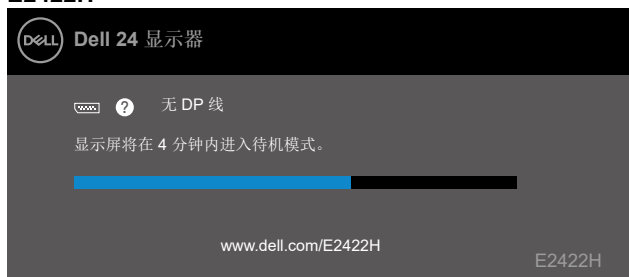 E2422H
DELL Dell 24 显示器
? 无 DP 线
显示屏将在 4 分钟内进入待机模式。
www.dell.com/E2422H
E2422H